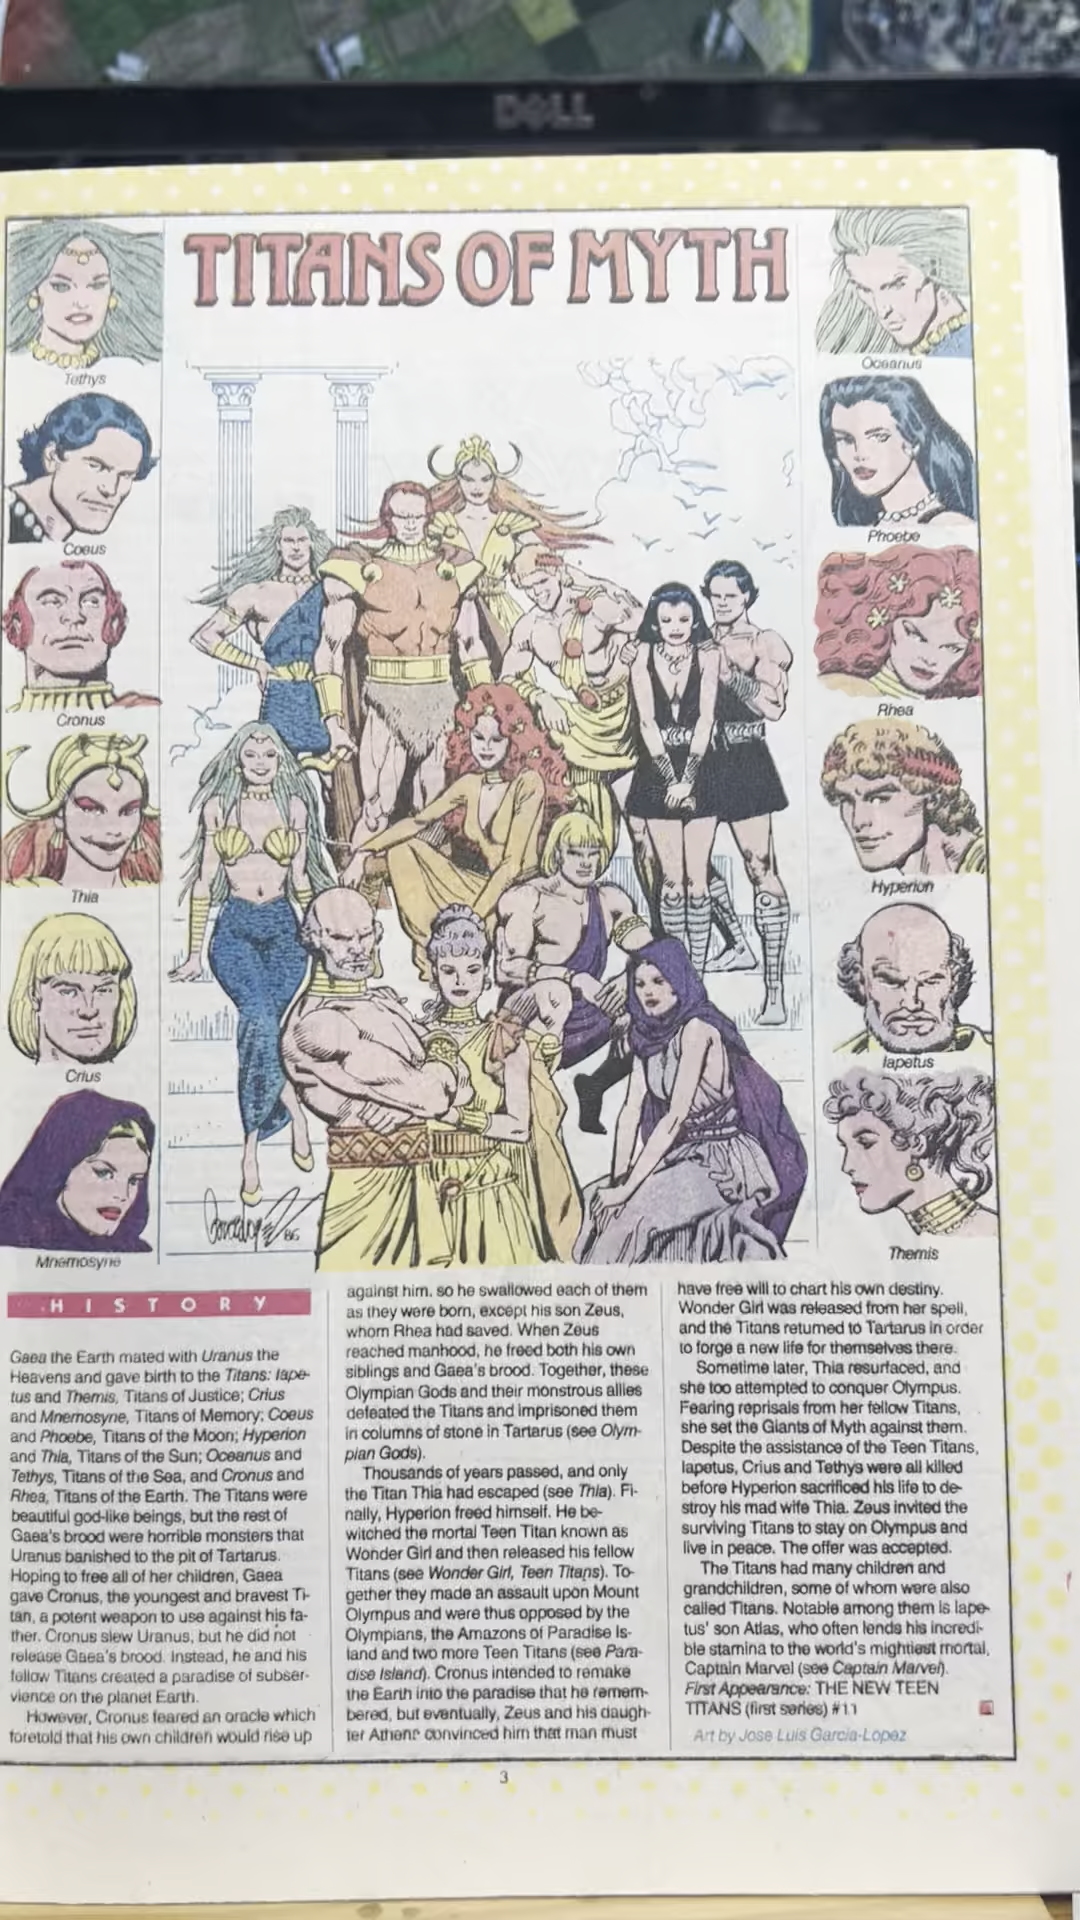 DELL
TITANS OF MYTH
Tethys
Oceanus
Coeus
Phoebe
Cronus
Rhea
Thia
Hyperion
Crius
Iapetus
Mnemosyne
Themis
86
HISTORY
Gaea the Earth mated with Uranus the
Heavens and gave birth to the Titans: Iape-
tus and Themis, Titans of Justice; Crius
and Mnemosyne, Titans of Memory; Coeus
and Phoebe, Titans of the Moon; Hyperion
and Thia, Titans of the Sun; Oceanus and
Tethys, Titans of the Sea, and Cronus and
Rhea, Titans of the Earth. The Titans were
beautiful god-like beings, but the rest of
Gaea's brood were horrible monsters that
Uranus banished to the pit of Tartarus.
Hoping to free all of her children, Gaea
gave Cronus, the youngest and bravest Ti-
tan, a potent weapon to use against his fa-
ther. Cronus slew Uranus, but he did not
release Gaea's brood. Instead, he and his
fellow Titans created a paradise of subser-
vience on the planet Earth.
However, Cronus feared an oracle which
foretold that his own children would rise up
against him, so he swallowed each of them
as they were born, except his son Zeus,
whom Rhea had saved. When Zeus
reached manhood, he freed both his own
siblings and Gaea's brood. Together, these
Olympian Gods and their monstrous allies
defeated the Titans and imprisoned them
in columns of stone in Tartarus (see Olym-
pian Gods).
Thousands of years passed, and only
the Titan Thia had escaped (see Thia). Fi-
nally, Hyperion freed himself. He be-
witched the mortal Teen Titan known as
Wonder Girl and then released his fellow
Titans (see Wonder Girl, Teen Titans). To-
gether they made an assault upon Mount
Olympus and were thus opposed by the
Olympians, the Amazons of Paradise Is-
land and two more Teen Titans (see Para-
dise Island). Cronus intended to remake
the Earth into the paradise that he remem-
bered, but eventually, Zeus and his daugh-
ter Athena convinced him that man must
have free will to chart his own destiny.
Wonder Girl was released from her spell,
and the Titans returned to Tartarus in order
to forge a new life for themselves there.
Sometime later, Thia resurfaced, and
she too attempted to conquer Olympus.
Fearing reprisals from her fellow Titans,
she set the Giants of Myth against them.
Despite the assistance of the Teen Titans,
Iapetus, Crius and Tethys were all killed
before Hyperion sacrificed his life to de-
stroy his mad wife Thia. Zeus invited the
surviving Titans to stay on Olympus and
live in peace. The offer was accepted.
The Titans had many children and
grandchildren, some of whom were also
called Titans. Notable among them is Iape-
tus' son Atlas, who often lends his incredi-
ble stamina to the world's mightiest mortal,
Captain Marvel (see Captain Marvel).
First Appearance: THE NEW TEEN
TITANS (first series) #11
Art by Jose Luis Garcia-Lopez
3